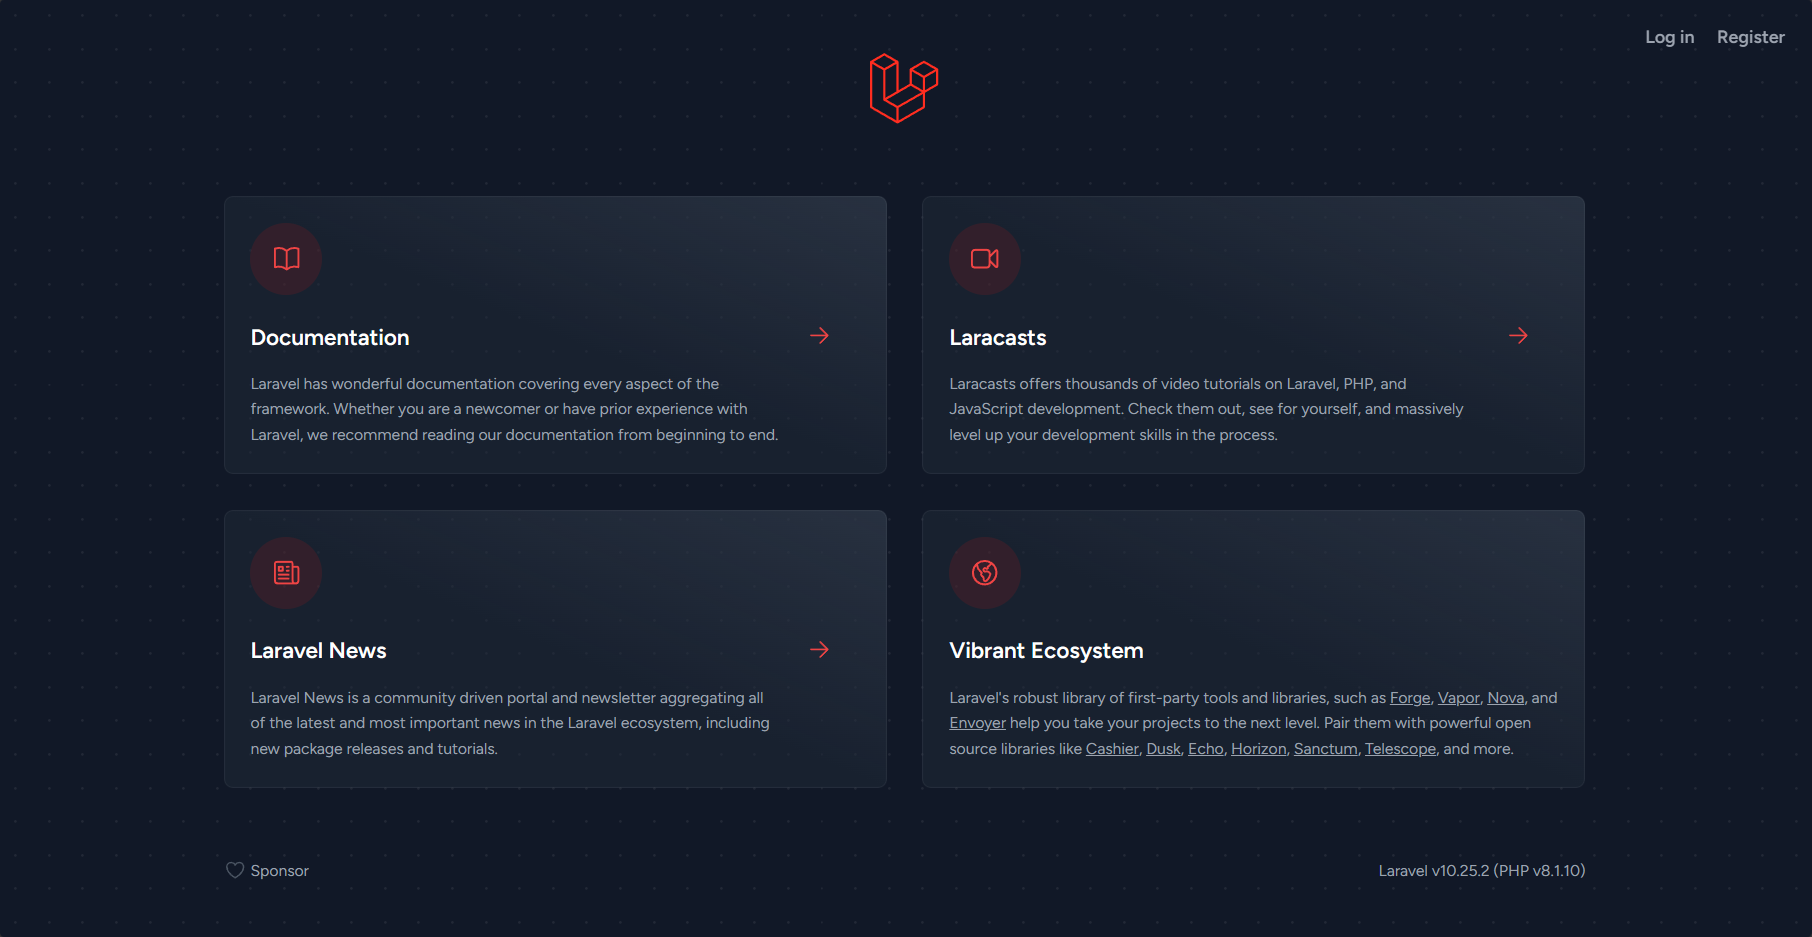 Log in Register
Documentation
Laravel has wonderful documentation covering every aspect of the
framework. Whether you are a newcomer or have prior experience with
Laravel, we recommend reading our documentation from beginning to end.
Laracasts
Laracasts offers thousands of video tutorials on Laravel, PHP, and
JavaScript development. Check them out, see for yourself, and massively
level up your development skills in the process.
Laravel News
Laravel News is a community driven portal and newsletter aggregating all
of the latest and most important news in the Laravel ecosystem, including
new package releases and tutorials.
Vibrant Ecosystem
Laravel's robust library of first-party tools and libraries, such as Forge, Vapor, Nova, and
Envoyer help you take your projects to the next level. Pair them with powerful open
source libraries like Cashier, Dusk, Echo, Horizon, Sanctum, Telescope, and more.
Sponsor
Laravel v10.25.2 (PHP v8.1.10)